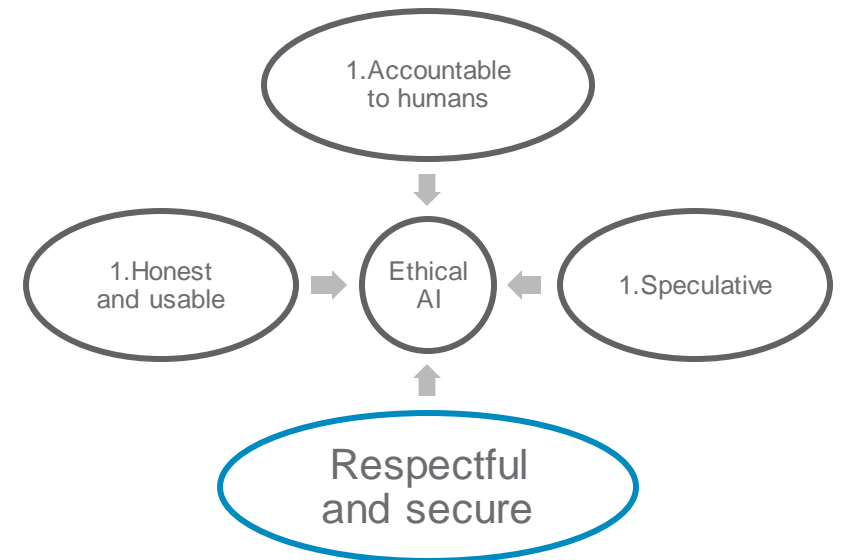 1.Accountable
to humans
1.Honest
and usable
Ethical
AI
1.Speculative
Respectful
and secure